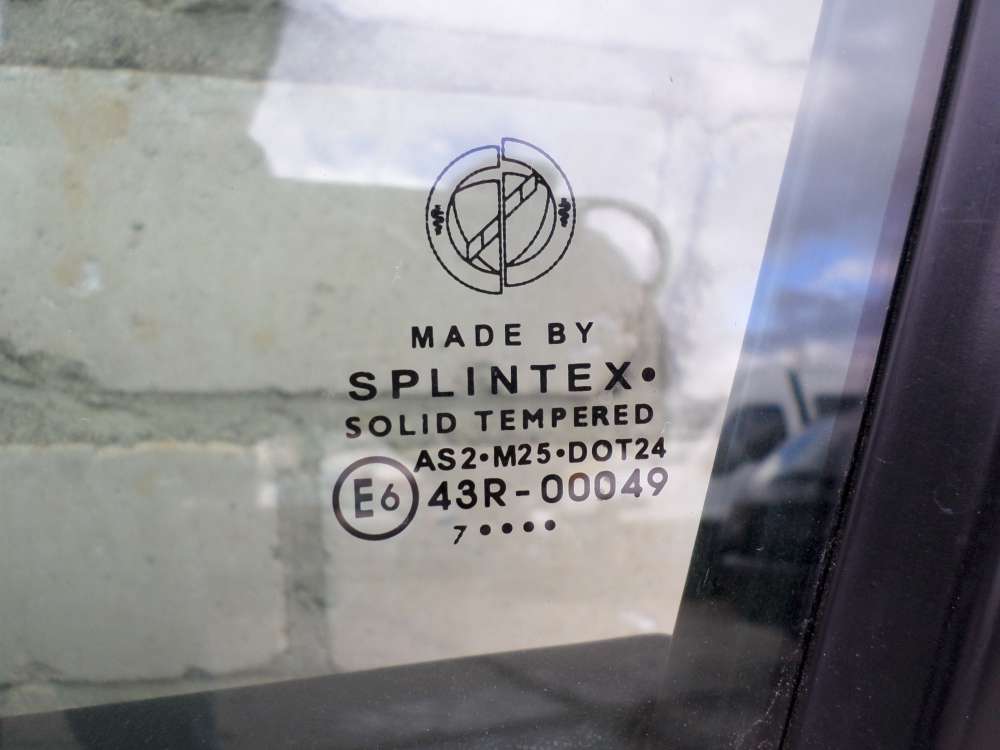 MADE BY
SPLINTEX•
SOLID TEMPERED
AS2•M25•DOT24
E6 43R-00049
7••••